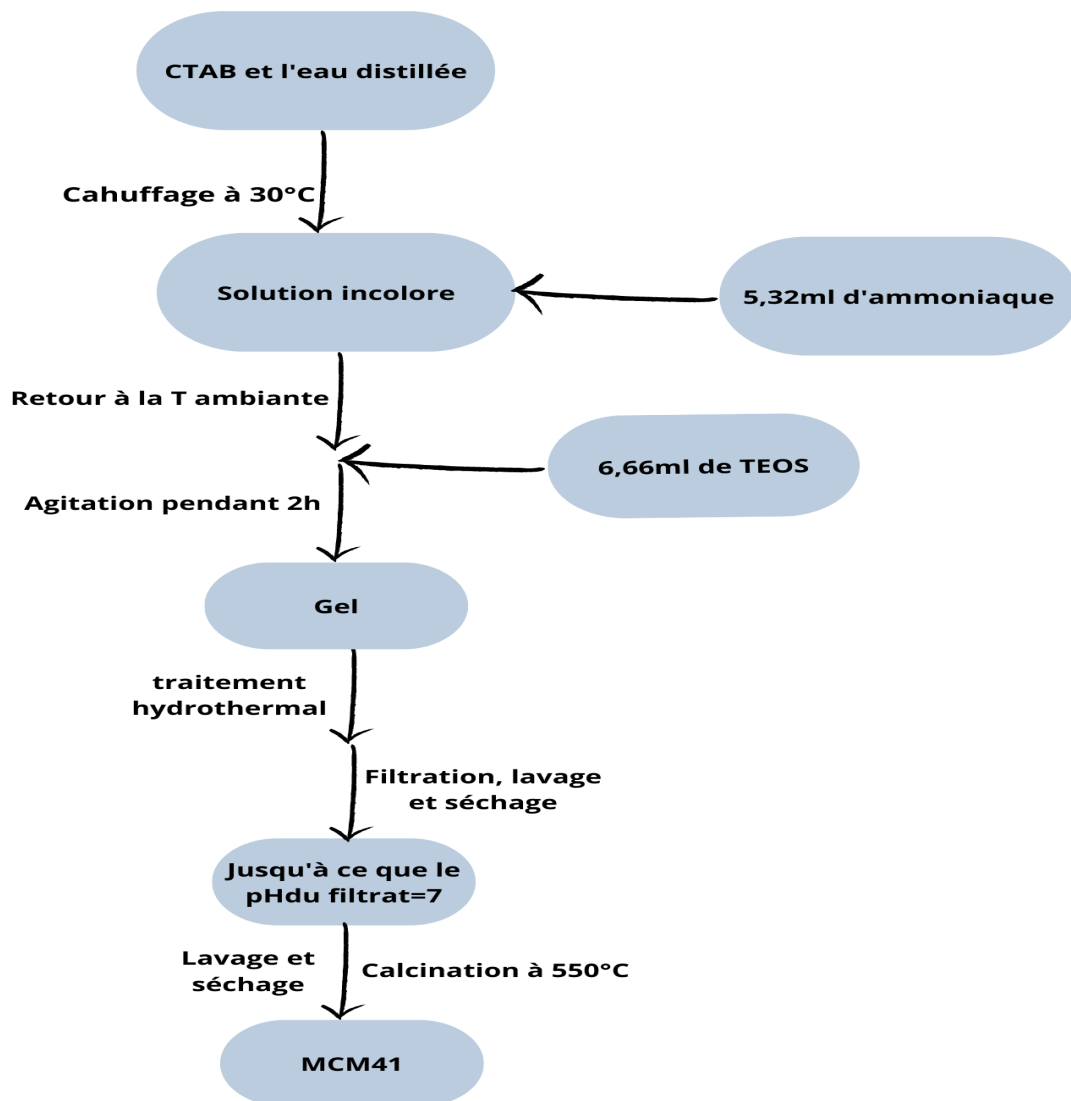 CTAB et l'eau distillée
Cahuffage à 30°C
Solution incolore
5,32ml d'ammoniaque
Retour à la T ambiante
6,66ml de TEOS
Agitation pendant 2h
Gel
traitement
hydrothermal
Filtration, lavage
et séchage
Jusqu'à ce que le
pHdu filtrat=7
Lavage et
séchage
Calcination à 550°C
MCM41